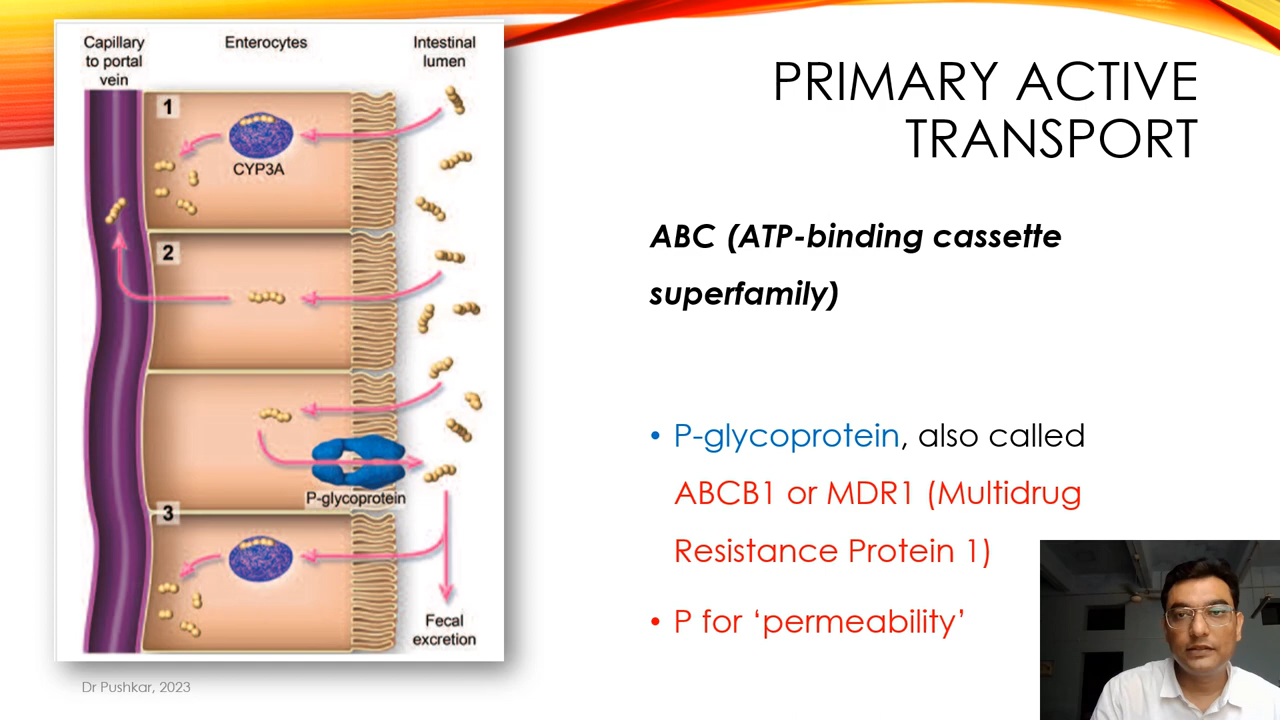 PRIMARY ACTIVE
TRANSPORT
Capillary
to portal
vein
Enterocytes
Intestinal
lumen
1
CYP3A
2
P-glycoprotein
3
Fecal
excretion
ABC (ATP-binding cassette
superfamily)
• P-glycoprotein, also called
ABCB1 or MDR1 (Multidrug
Resistance Protein 1)
• P for ‘permeability’
Dr Pushkar, 2023